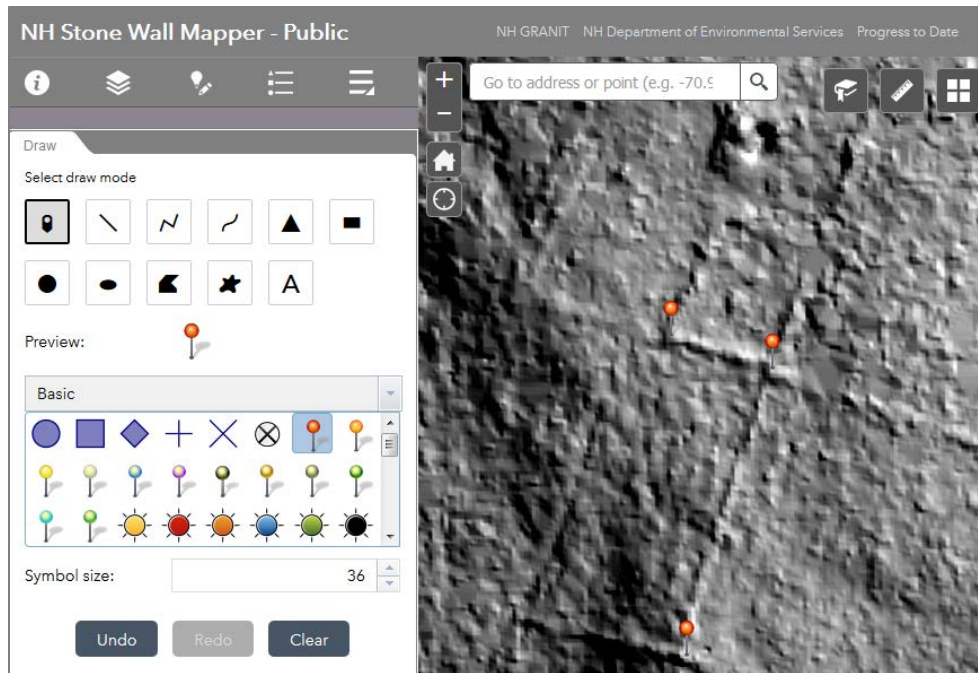 NH Stone Wall Mapper - Public
NH GRANIT NH Department of Environmental Services Progress to Date
Go to address or point (e.g. -70.9
Draw
Select draw mode
A
Preview:
Basic
Symbol size: 36
Undo Redo Clear